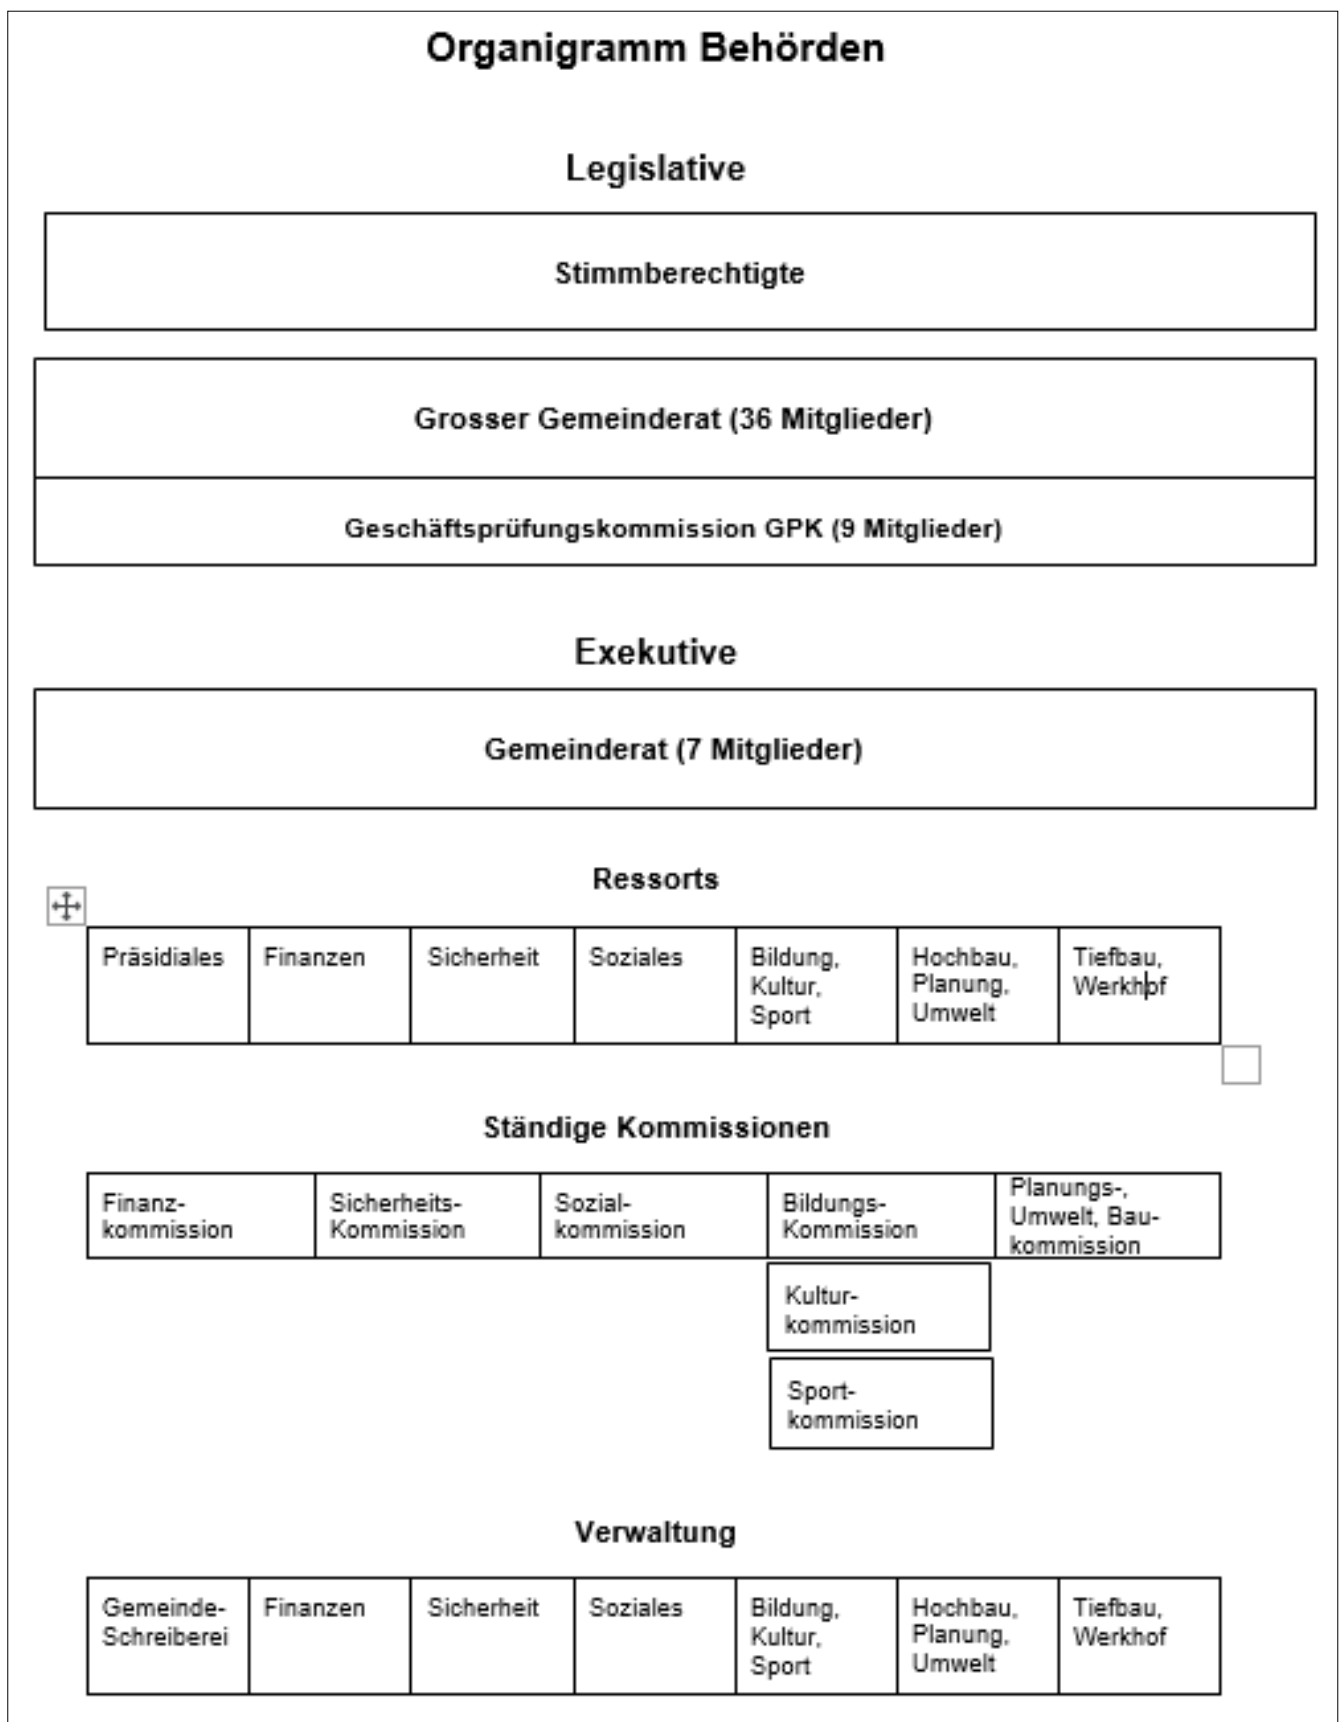 Organigramm Behörden
Legislative
Stimmberechtigte
Grosser Gemeinderat (36 Mitglieder)
Geschäftsprüfungskommission GPK (9 Mitglieder)
Exekutive
Gemeinderat (7 Mitglieder)
Ressorts
Präsidiales
Finanzen
Sicherheit
Soziales
Bildung,
Kultur,
Sport
Hochbau,
Planung,
Umwelt
Tiefbau,
Werkhof
Ständige Kommissionen
Finanz-
kommission
Sicherheits-
Kommission
Sozial-
kommission
Bildungs-
Kommission
Planungs-,
Umwelt, Bau-
kommission
Kultur-
kommission
Sport-
kommission
Verwaltung
Gemeinde-
Schreiberei
Finanzen
Sicherheit
Soziales
Bildung,
Kultur,
Sport
Hochbau,
Planung,
Umwelt
Tiefbau,
Werkhof